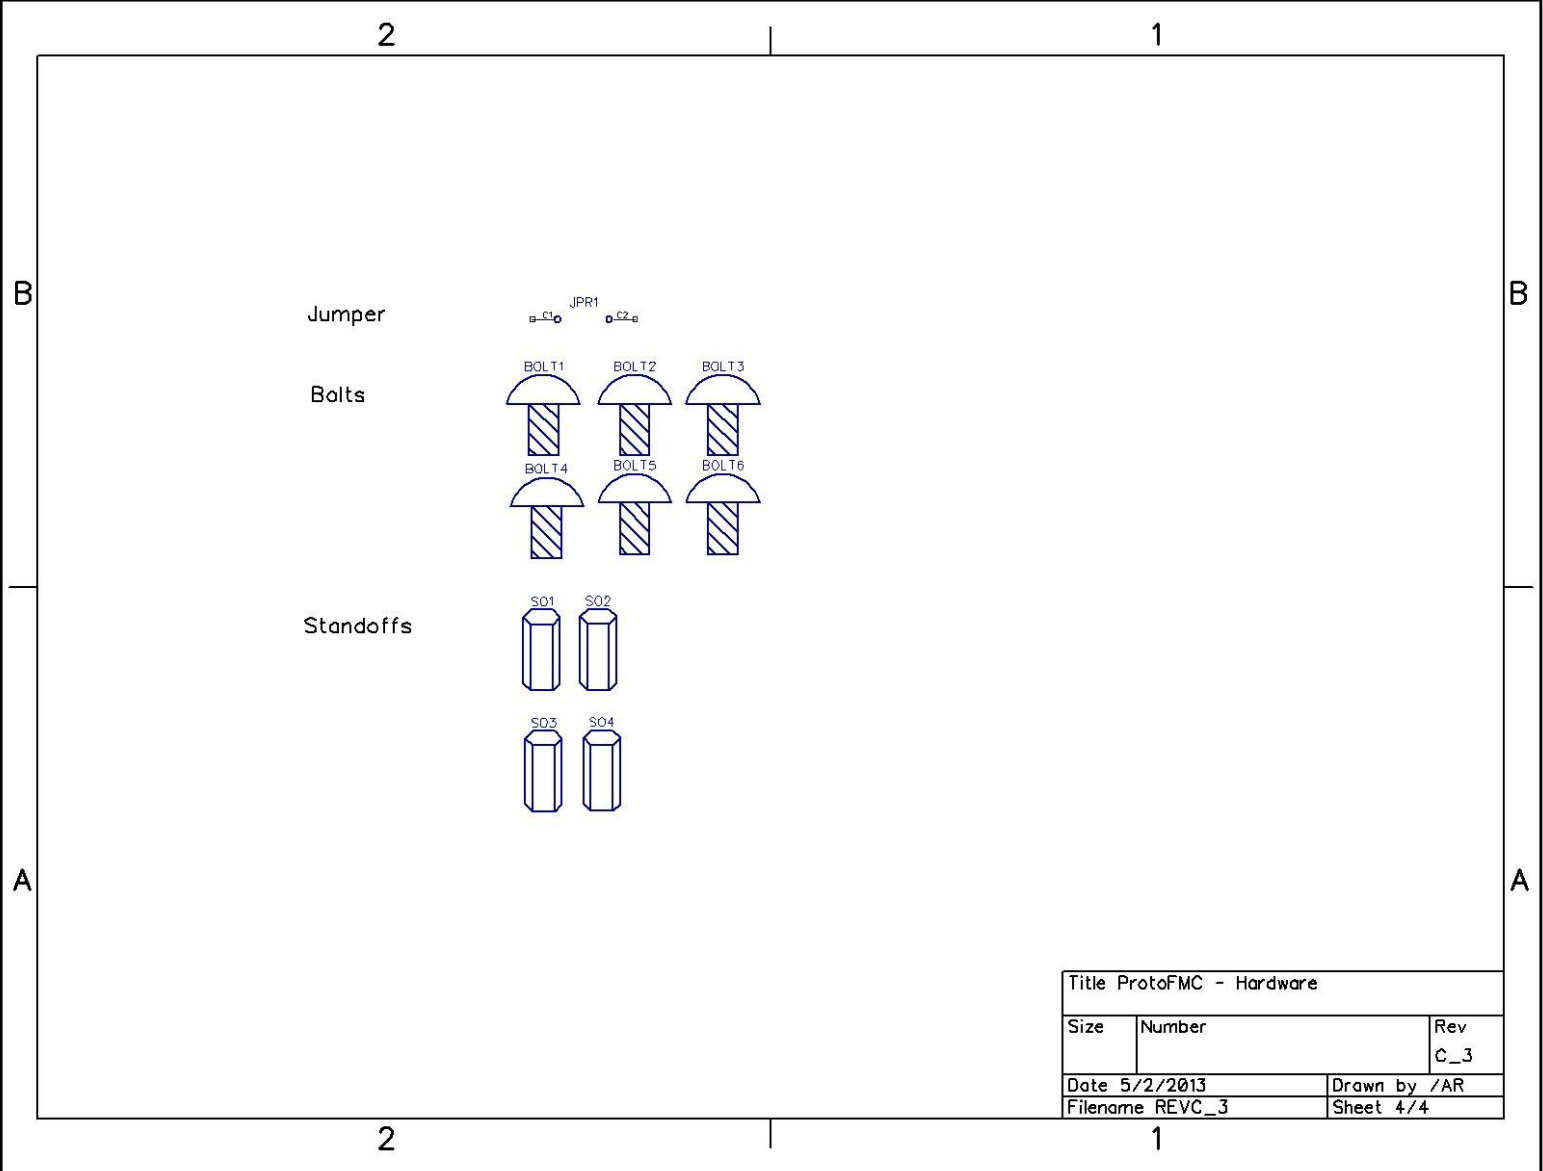 2 1
B B
JPR1
Jumper C1 C2
BOLT1 BOLT2 BOLT3
Bolts
BOLT4 BOLT5 BOLT6
SO1 SO2
Standoffs
SO3 SO4
A A
Title ProtoFMC - Hardware
Size Number Rev
C_3
Date 5/2/2013 Drawn by /AR
Filename REVC_3 Sheet 4/4
2 1